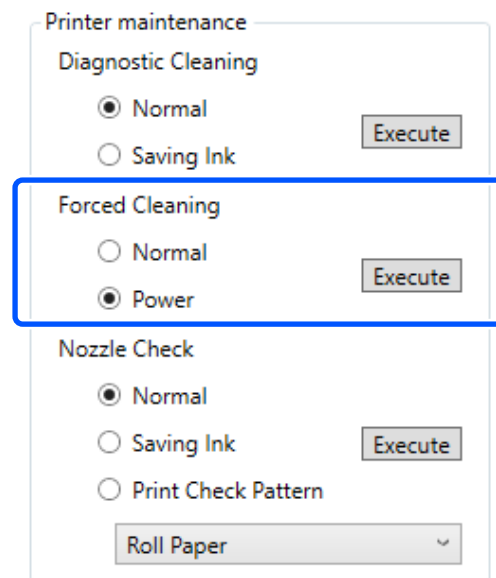 Printer maintenance
Diagnostic Cleaning
Normal
Execute
Saving Ink
Forced Cleaning
Normal
Execute
Power
Nozzle Check
Normal
Saving Ink
Execute
Print Check Pattern
Roll Paper